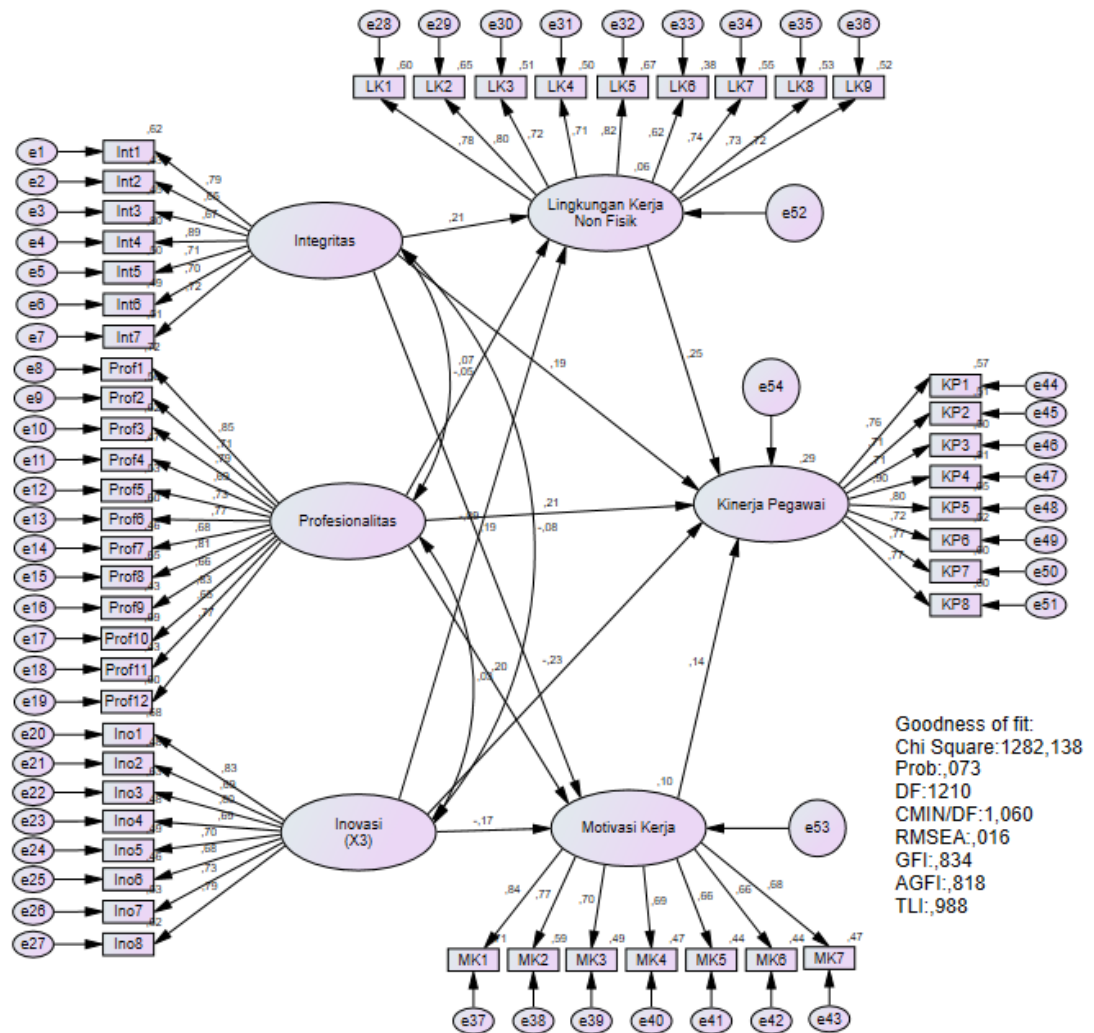 e28 e29 e30 e31 e32 e33 e34 e35 e36
,60 ,65 ,51 ,50 ,67 ,38 ,55 ,53 ,52
LK1 LK2 LK3 LK4 LK5 LK6 LK7 LK8 LK9
,78 ,80 ,72 ,71 ,82 ,62 ,74 ,73 ,72
,06
Lingkungan Kerja
Non Fisik
e52
,62
e1 Int1
e2 Int2
e3 Int3
e4 Int4
e5 Int5
e6 Int6
e7 Int7
,79
,67
,89
,71
,70
,72
Integritas
,21
,07
-,05
,19
,25
e8 Prof1
e9 Prof2
e10 Prof3
e11 Prof4
e12 Prof5
e13 Prof6
e14 Prof7
e15 Prof8
e16 Prof9
e17 Prof10
e18 Prof11
e19 Prof12
,85
,71
,79
,69
,73
,77
,68
,81
,66
,83
,77
Profesionalitas
,21
,19
-,08
,20
-,23
e54
,29
Kinerja Pegawai
,57
KP1 e44
KP2 e45
KP3 e46
KP4 e47
KP5 e48
KP6 e49
KP7 e50
KP8 e51
,76
,71
,71
,90
,80
,72
,77
,77
e20 Ino1
e21 Ino2
e22 Ino3
e23 Ino4
e24 Ino5
e25 Ino6
e26 Ino7
e27 Ino8
,83
,69
,70
,68
,73
,79
Inovasi
(X3)
-,17
,14
,10
Motivasi Kerja
e53
,84 ,77 ,70 ,69 ,66 ,66 ,68
,71 ,59 ,49 ,47 ,44 ,44 ,47
MK1 MK2 MK3 MK4 MK5 MK6 MK7
e37 e38 e39 e40 e41 e42 e43
Goodness of fit:
Chi Square:1282,138
Prob:,073
DF:1210
CMIN/DF:1,060
RMSEA:,016
GFI:,834
AGFI:,818
TLI:,988